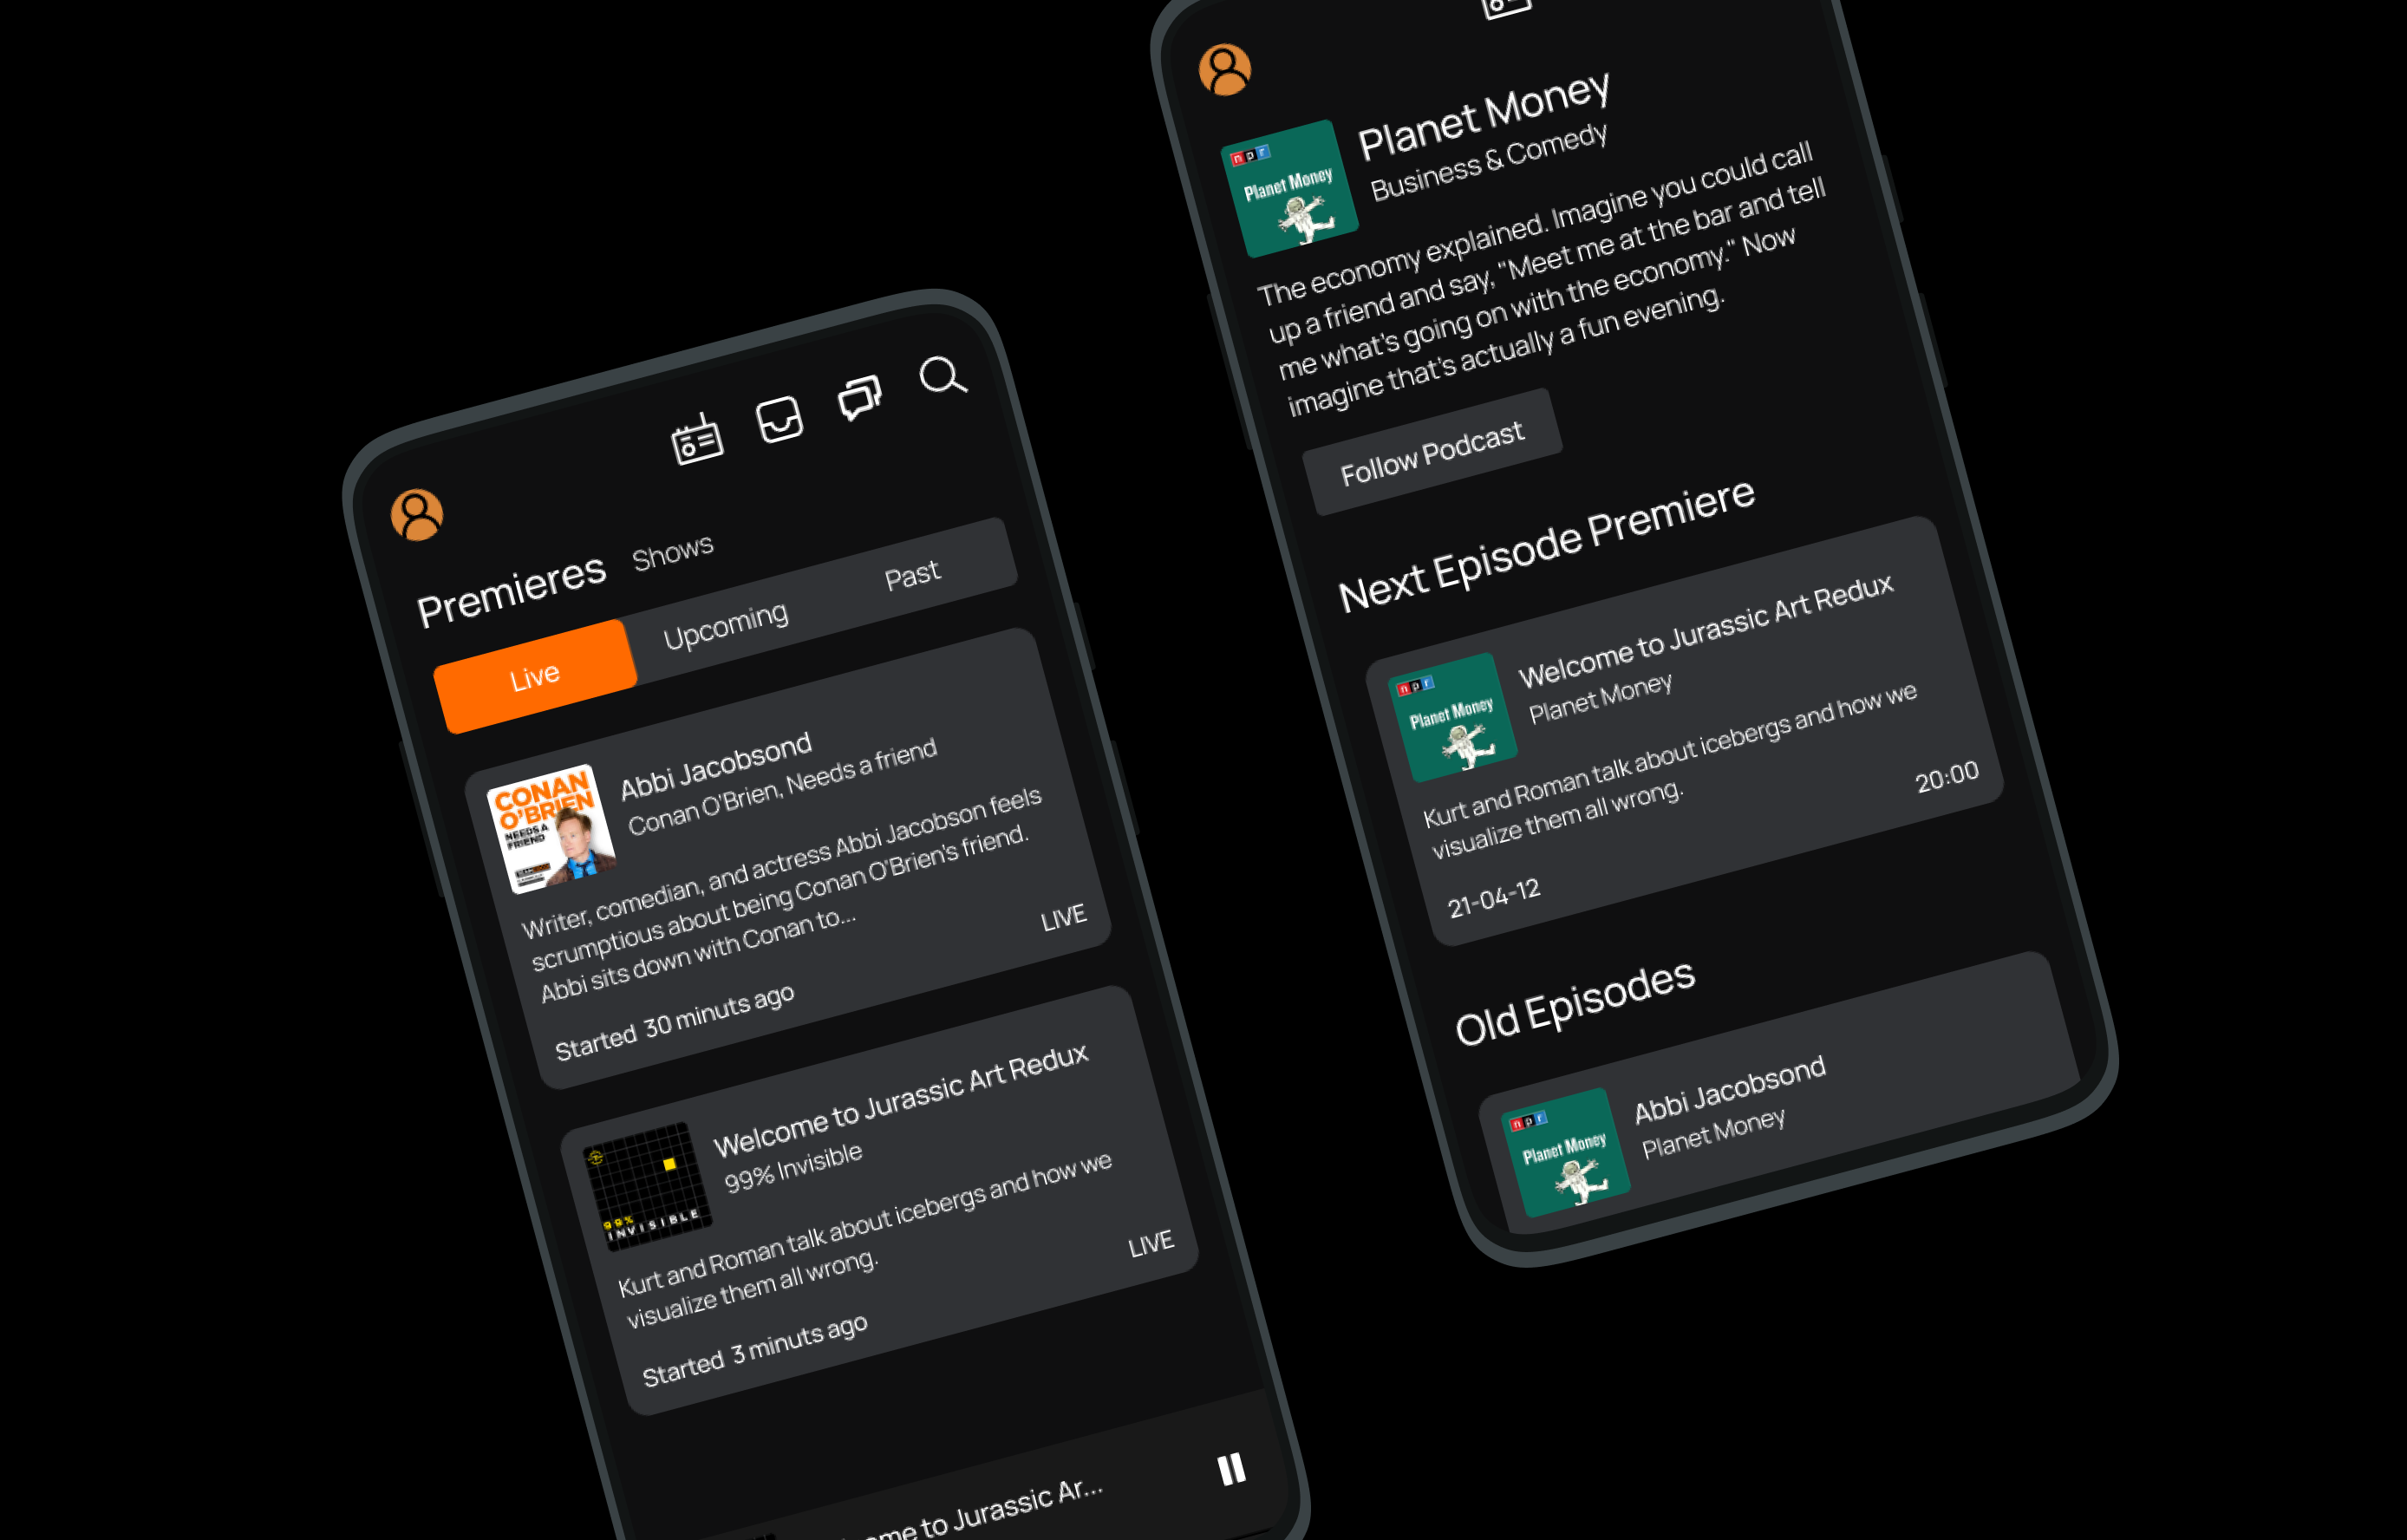 Premieres Shows
Live Upcoming Past
CONAN
O'BRIEN
NEEDS A
FRIEND
Abbi Jacobsond
Conan O'Brien, Needs a friend
Writer, comedian, and actress Abbi Jacobson feels
scrumptious about being Conan O'Brien's friend.
Abbi sits down with Conan to...
Started 30 minuts ago
LIVE
99%
INVISIBLE
Welcome to Jurassic Art Redux
99% Invisible
Kurt and Roman talk about icebergs and how we
visualize them all wrong.
Started 3 minuts ago
LIVE
ome to Jurassic Ar...
npr
Planet Money
Planet Money
Business & Comedy
The economy explained. Imagine you could call
up a friend and say, "Meet me at the bar and tell
me what's going on with the economy." Now
imagine that's actually a fun evening.
Follow Podcast
Next Episode Premiere
npr
Planet Money
Welcome to Jurassic Art Redux
Planet Money
Kurt and Roman talk about icebergs and how we
visualize them all wrong.
21-04-12
20:00
Old Episodes
npr
Planet Money
Abbi Jacobsond
Planet Money